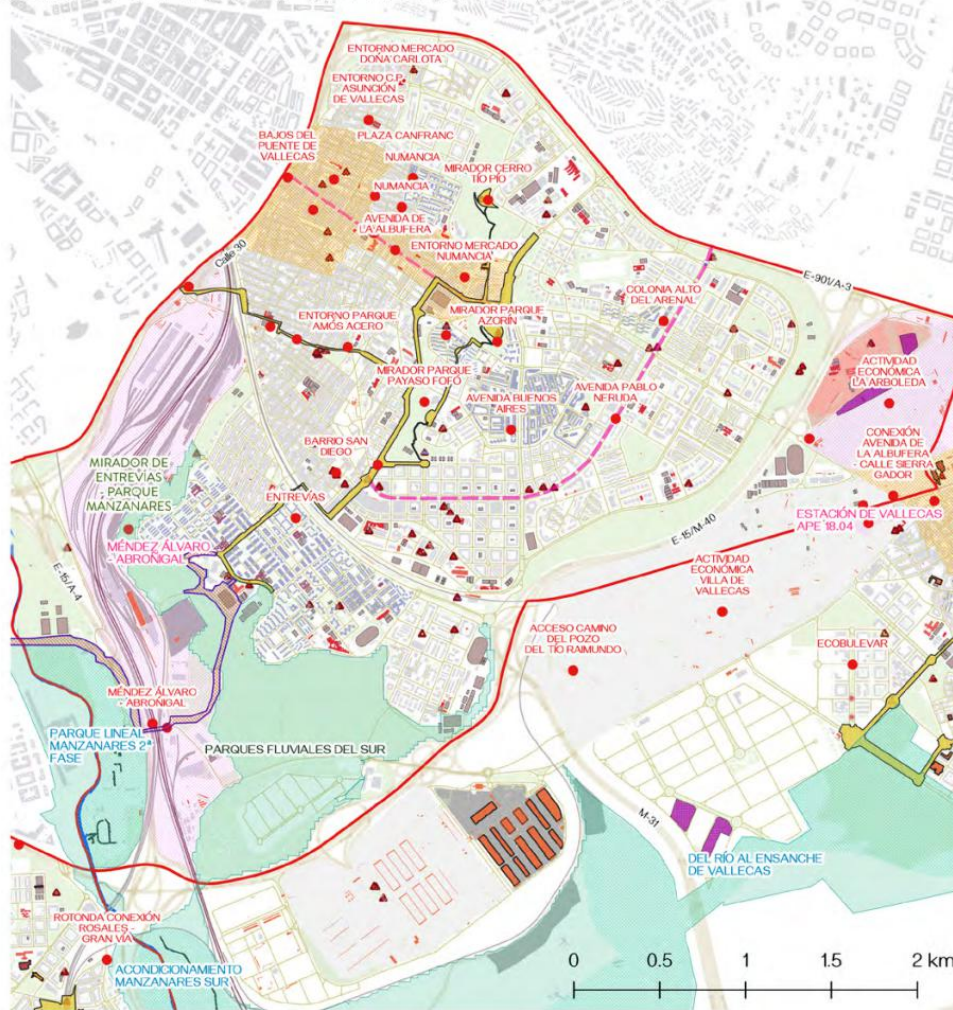 ENTORNO MERCADO
DOÑA CARLOTA
ENTORNO C.P.
ASUNCIÓN
DE VALLECAS
BAJOS DEL
PUENTE DE
VALLECAS
PLAZA CANFRANC
NUMANCIA
MIRADOR CERRO
TÍO PÍO
NUMANCIA
AVENIDA DE
LA ALBUFERA
ENTORNO MERCADO
NUMANCIA
Calle 30
E-901/A-3
COLONIA ALTO
DEL ARENAL
ENTORNO PARQUE
AMÓS ACERO
MIRADOR PARQUE
AZORÍN
MIRADOR PARQUE
PAYASO FOFÓ
AVENIDA BUENOS
AIRES
AVENIDA PABLO
NERUDA
ACTIVIDAD
ECONÓMICA
LA ARBOLEDA
CONEXIÓN
AVENIDA DE
LA ALBUFERA
- CALLE SIERRA
GADOR
BARRIO SAN
DIEGO
MIRADOR DE
ENTREVÍAS
- PARQUE
MANZANARES
ENTREVÍAS
ESTACIÓN DE VALLECAS
APE 18.04
MÉNDEZ ÁLVARO
- ABROÑIGAL
E-15/M-40
E-15/A-4
ACTIVIDAD
ECONÓMICA
VILLA DE
VALLECAS
ACCESO CAMINO
DEL POZO
DEL TÍO RAIMUNDO
ECOBULEVAR
MÉNDEZ ÁLVARO
- ABROÑIGAL
PARQUE LINEAL
MANZANARES 2ª
FASE
PARQUES FLUVIALES DEL SUR
M-31
DEL RÍO AL ENSANCHE
DE VALLECAS
ROTONDA CONEXIÓN
ROSALES -
GRAN VÍA
ACONDICIONAMIENTO
MANZANARES SUR
0 0.5 1 1.5 2 km